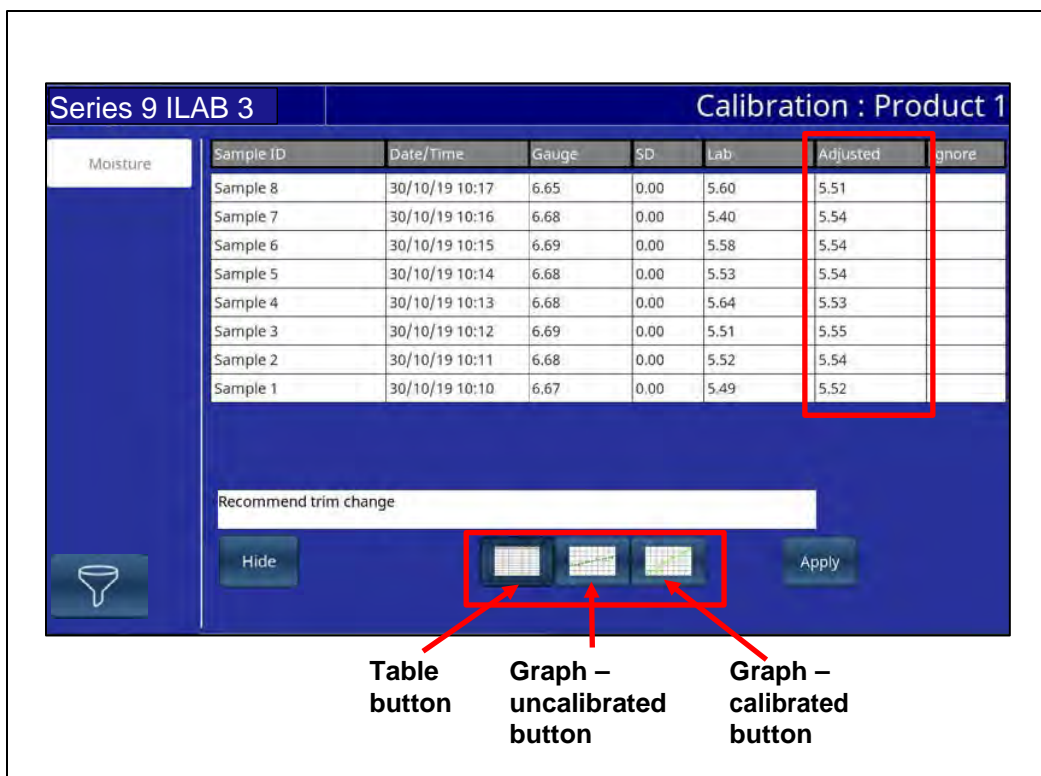 Series 9 ILAB 3 Calibration : Product 1
Moisture
Sample ID Date/Time Gauge SD Lab Adjusted Ignore
Sample 8 30/10/19 10:17 6.65 0.00 5.60 5.51
Sample 7 30/10/19 10:16 6.68 0.00 5.40 5.54
Sample 6 30/10/19 10:15 6.69 0.00 5.58 5.54
Sample 5 30/10/19 10:14 6.68 0.00 5.53 5.54
Sample 4 30/10/19 10:13 6.68 0.00 5.64 5.53
Sample 3 30/10/19 10:12 6.69 0.00 5.51 5.55
Sample 2 30/10/19 10:11 6.68 0.00 5.52 5.54
Sample 1 30/10/19 10:10 6.67 0.00 5.49 5.52
Recommend trim change
Hide Apply
Table
button
Graph –
uncalibrated
button
Graph –
calibrated
button